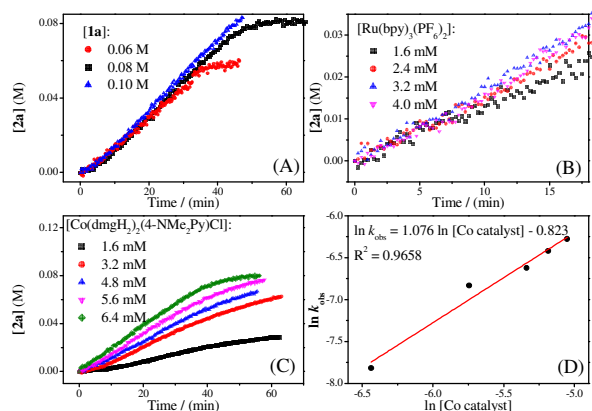 [1a]:
0.06 M
0.08 M
0.10 M
(A)
0.08
0.04
0.00
[2a] (M)
0 20 40 60
Time / (min)
[Ru(bpy)3(PF6)2]:
1.6 mM
2.4 mM
3.2 mM
4.0 mM
(B)
0.024
0.012
0.000
[2a] (M)
0 5 10 15
Time / (min)
[Co(dmgH2)2(4-NMe2Py)Cl]:
1.6 mM
3.2 mM
4.8 mM
5.6 mM
6.4 mM
(C)
0.12
0.08
0.04
0.00
[2a] (M)
0 20 40 60
Time / (min)
ln kobs = 1.076 ln [Co catalyst] - 0.823
R2 = 0.9658
(D)
-6.0
-6.5
-7.0
-7.5
-8.0
ln kobs
-6.5 -6.0 -5.5 -5.0
ln [Co catalyst]